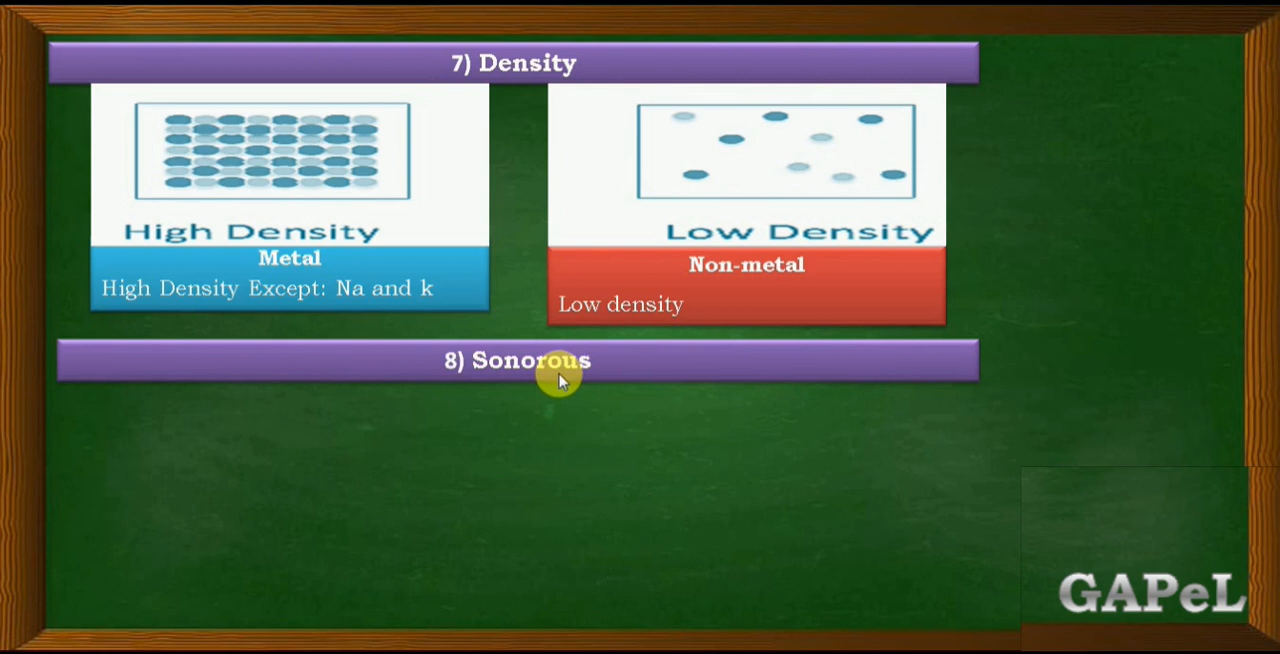 7) Density
High Density
Low Density
Metal
High Density Except: Na and k
Non-metal
Low density
8) Sonorous
GAPeL